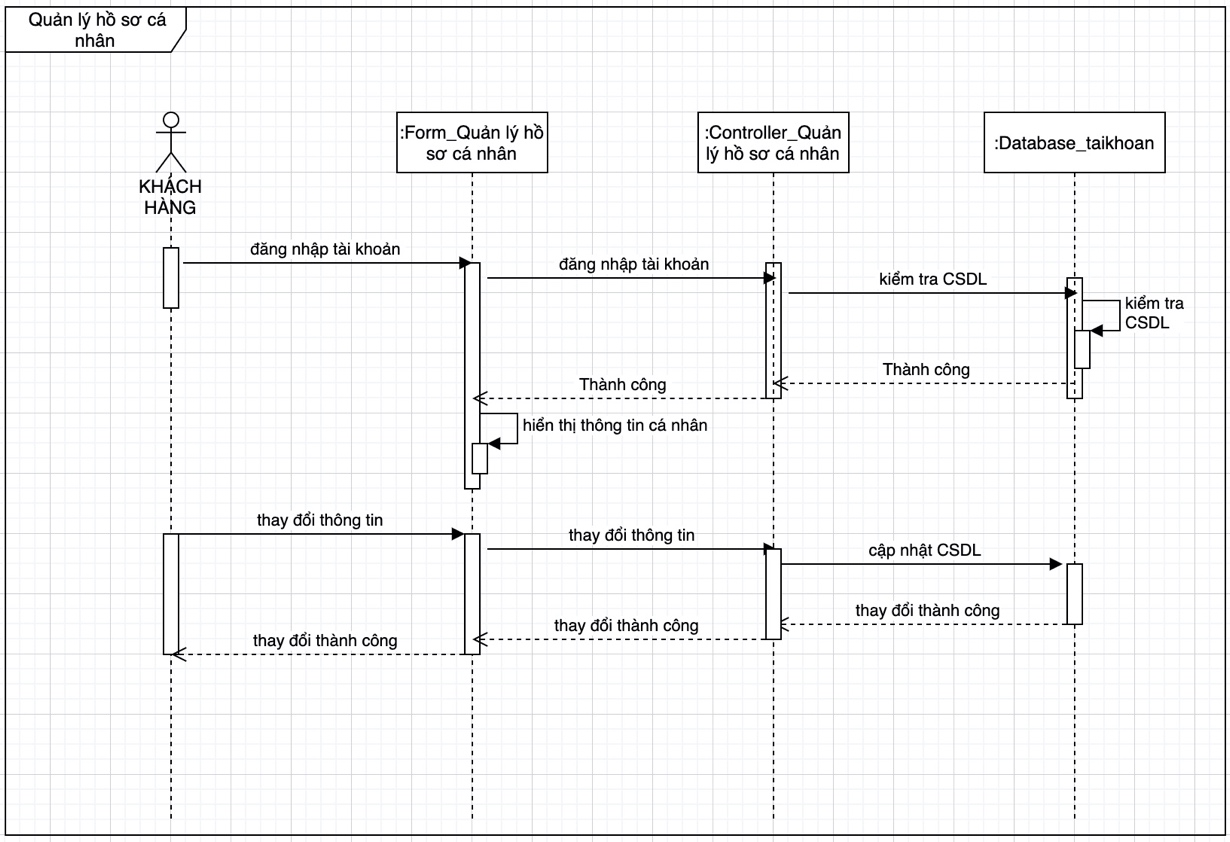 Quản lý hồ sơ cá
nhân
KHÁCH
HÀNG
:Form_Quản lý hồ
sơ cá nhân
:Controller_Quản
lý hồ sơ cá nhân
:Database_taikhoan
đăng nhập tài khoản
đăng nhập tài khoản
kiểm tra CSDL
kiểm tra
CSDL
Thành công
Thành công
hiển thị thông tin cá nhân
thay đổi thông tin
thay đổi thông tin
cập nhật CSDL
thay đổi thành công
thay đổi thành công
thay đổi thành công